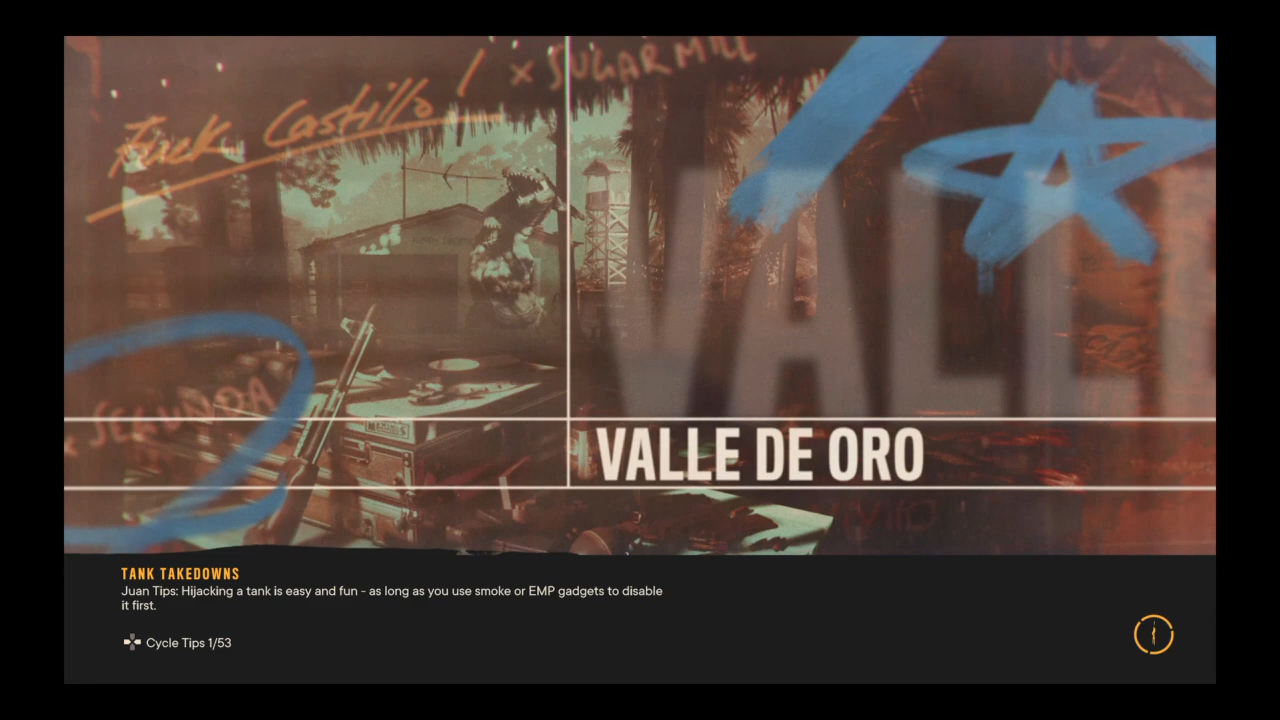 Fuck Castillo!
x SUGARMILL
VALLE
x SEGUNDA
VALLE DE ORO
TANK TAKEDOWNS
Juan Tips: Hijacking a tank is easy and fun - as long as you use smoke or EMP gadgets to disable
it first.
Cycle Tips 1/53